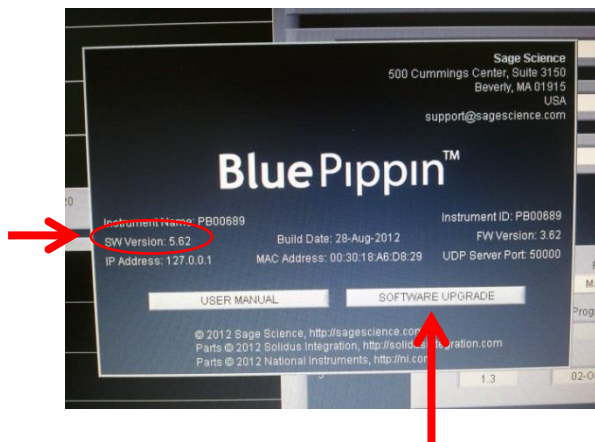 Sage Science
500 Cummings Center, Suite 3150
Beverly, MA 01915
USA
support@sagescience.com
BluePippin™
Instrument Name: PB00689
Instrument ID: PB00689
SW Version: 5.62
Build Date: 28-Aug-2012
FW Version: 3.62
IP Address: 127.0.0.1
MAC Address: 00:30:18:A6:D8:29
UDP Server Port: 50000
USER MANUAL
SOFTWARE UPGRADE
© 2012 Sage Science, http://sagescience.com
Parts © 2012 Solidus Integration, http://solidusintegration.com
Parts © 2012 National Instruments, http://ni.com
1.3